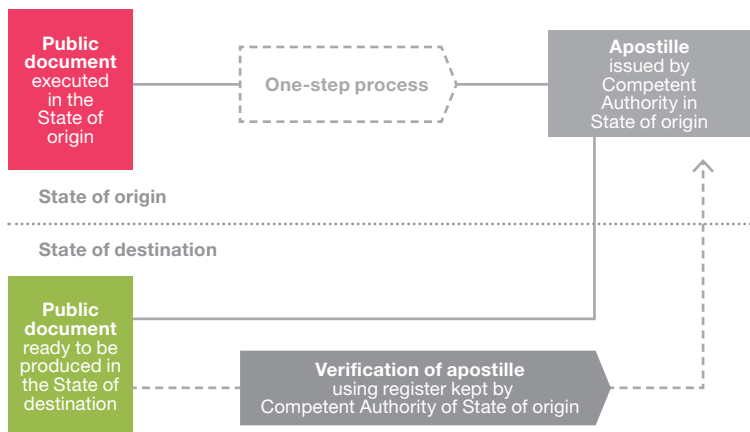 Public
document
executed
in the
State of
origin
One-step process
Apostille
issued by
Competent
Authority in
State of origin
State of origin
State of destination
Public
document
ready to be
produced in
the State of
destination
Verification of apostille
using register kept by
Competent Authority of State of origin